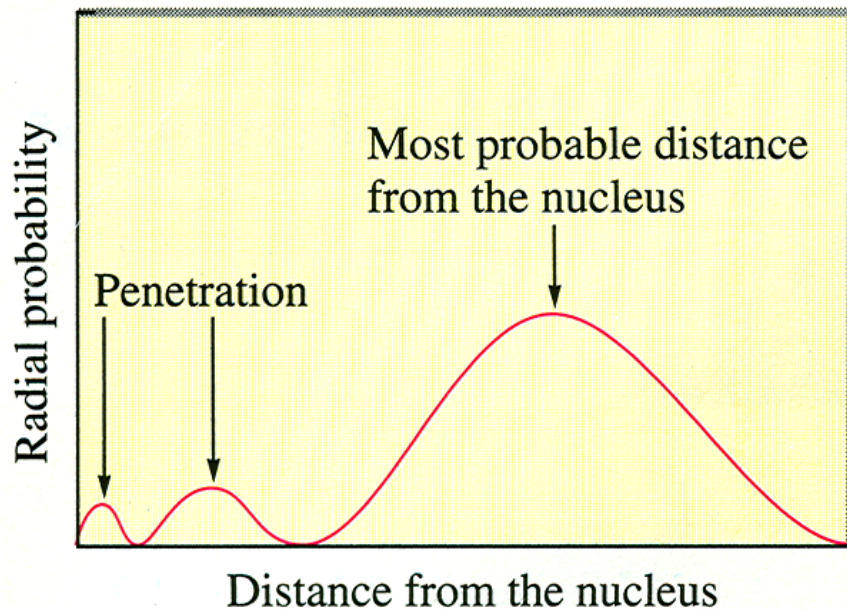 Most probable distance
from the nucleus
Penetration
Radial probability
Distance from the nucleus